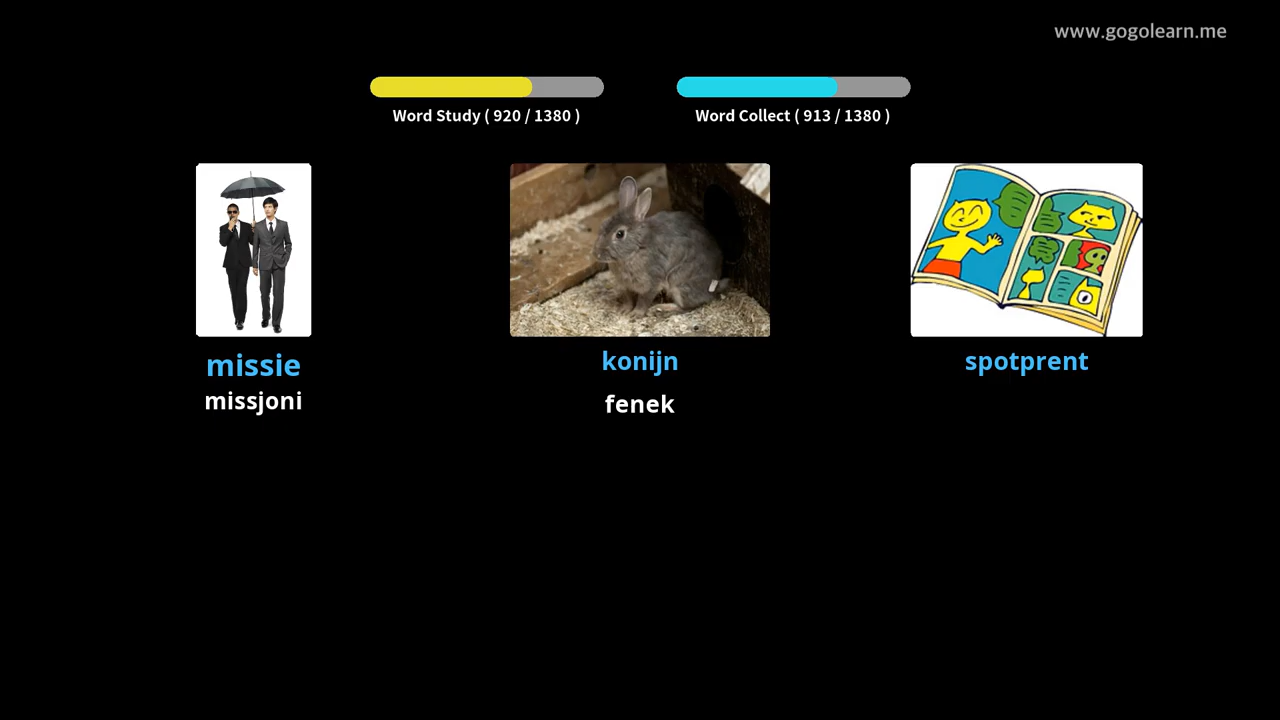 www.gogolearn.me
Word Study ( 920 / 1380 )
Word Collect ( 913 / 1380 )
missie
missjoni
konijn
fenek
spotprent